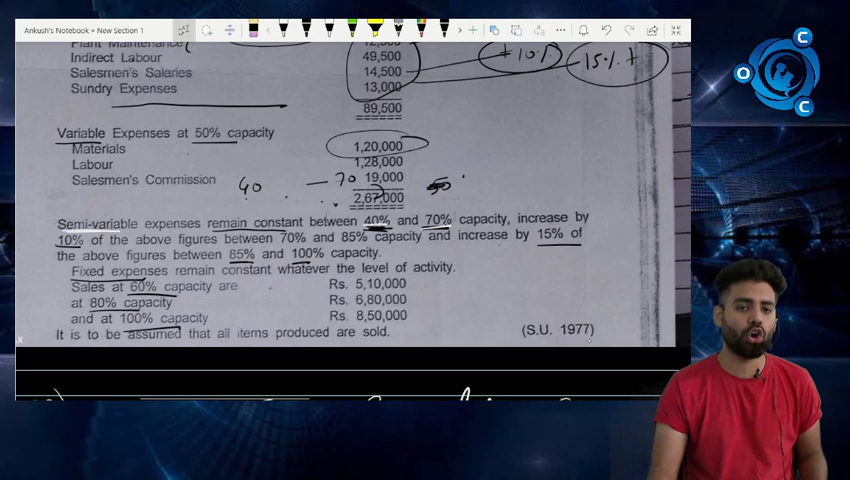 Ankush's Notebook » New Section 1
Plant Maintenance
Indirect Labour 49,500
Salesmen's Salaries 14,500
Sundry Expenses 13,000
89,500
+10%
15% +
Variable Expenses at 50% capacity
Materials 1,20,000
Labour 1,28,000
Salesmen's Commission 19,000
2,67,000
40 — 70 50
Semi-variable expenses remain constant between 40% and 70% capacity, increase by
10% of the above figures between 70% and 85% capacity and increase by 15% of
the above figures between 85% and 100% capacity.
Fixed expenses remain constant whatever the level of activity.
Sales at 60% capacity are Rs. 5,10,000
at 80% capacity Rs. 6,80,000
and at 100% capacity Rs. 8,50,000
It is to be assumed that all items produced are sold. (S.U. 1977)
O C C